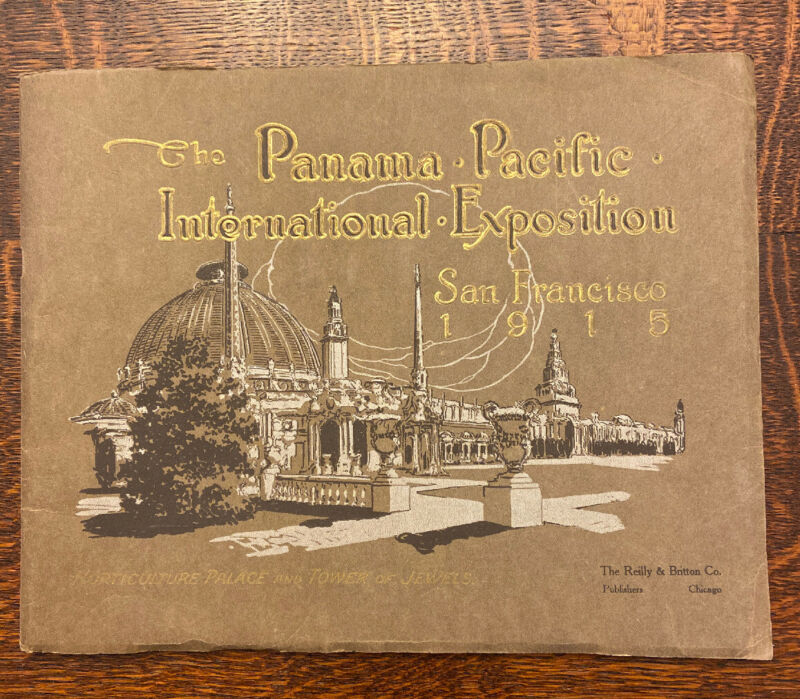 The Panama · Pacific ·
International · Exposition
San Francisco
1915
HORTICULTURE PALACE AND TOWER OF JEWELS.
The Reilly & Britton Co.
Publishers Chicago